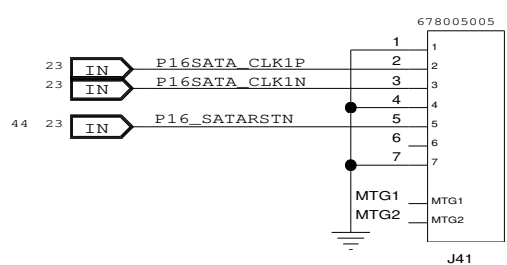 678005005
1 1
23 IN P16SATA_CLK1P 2 2
23 IN P16SATA_CLK1N 3 3
4 4
44 23 IN P16_SATARSTN 5 5
6 6
7 7
MTG1 MTG1
MTG2 MTG2
J41